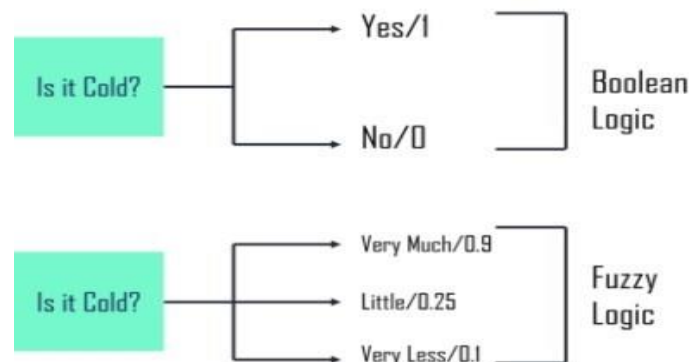 Is it Cold?
Yes/1
No/0
Boolean
Logic
Is it Cold?
Very Much/0.9
Little/0.25
Very Less/0.1
Fuzzy
Logic